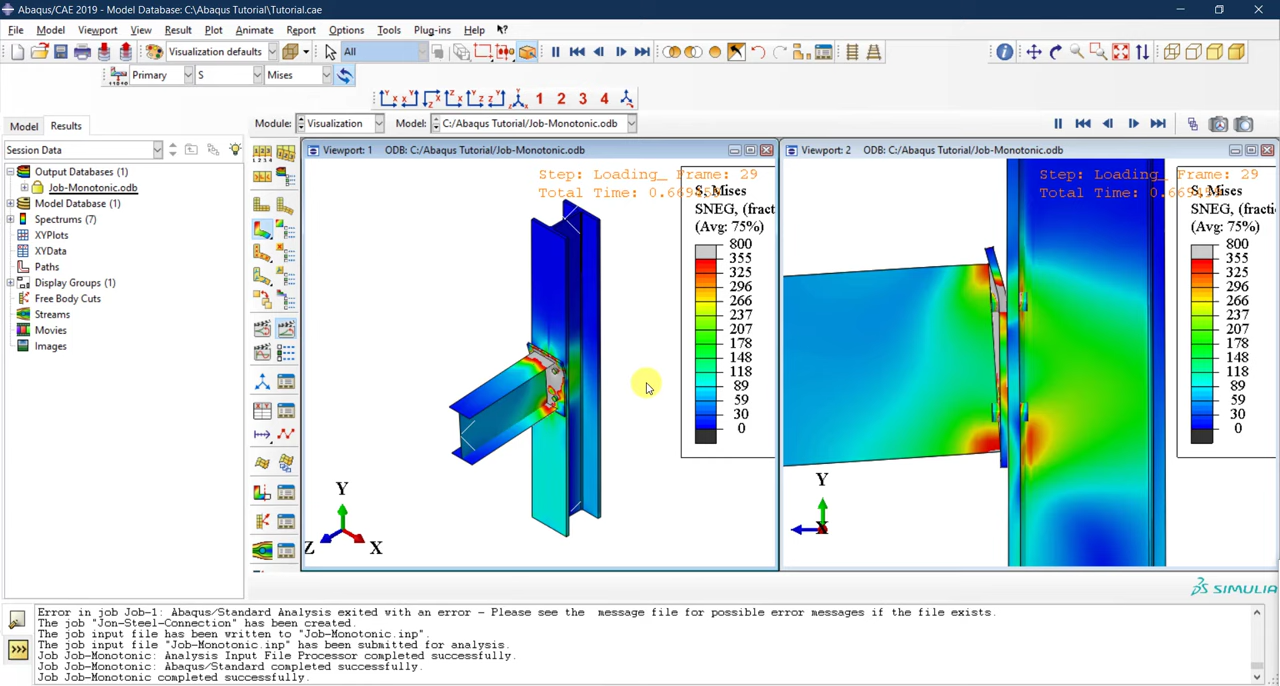 Abaqus/CAE 2019 - Model Database: C:\Abaqus Tutorial\Tutorial.cae
File Model Viewport View Result Plot Animate Report Options Tools Plug-ins Help
Visualization defaults All
Primary S Mises
1 2 3 4
Model Results Module: Visualization Model: C:/Abaqus Tutorial/Job-Monotonic.odb
Session Data
Output Databases (1)
Job-Monotonic.odb
Model Database (1)
Spectrums (7)
XYPlots
XYData
Paths
Display Groups (1)
Free Body Cuts
Streams
Movies
Images
Viewport: 1 ODB: C:/Abaqus Tutorial/Job-Monotonic.odb
Step: Loading_ Frame: 29
S, Mises
SNEG, (fract
(Avg: 75%)
800
355
325
296
266
237
207
178
148
118
89
59
30
0
Y
Z
X
Viewport: 2 ODB: C:/Abaqus Tutorial/Job-Monotonic.odb
Step: Loading_ Frame: 29
S, Mises
SNEG, (fracti
(Avg: 75%)
800
355
325
296
266
237
207
178
148
118
89
59
30
0
Y
X
SIMULIA
Error in job Job-1: Abaqus/Standard Analysis exited with an error - Please see the message file for possible error messages if the file exists.
The job "Jon-Steel-Connection" has been created.
The job input file has been written to "Job-Monotonic.inp".
The job input file "Job-Monotonic.inp" has been submitted for analysis.
Job Job-Monotonic: Analysis Input File Processor completed successfully.
Job Job-Monotonic: Abaqus/Standard completed successfully.
Job Job-Monotonic completed successfully.